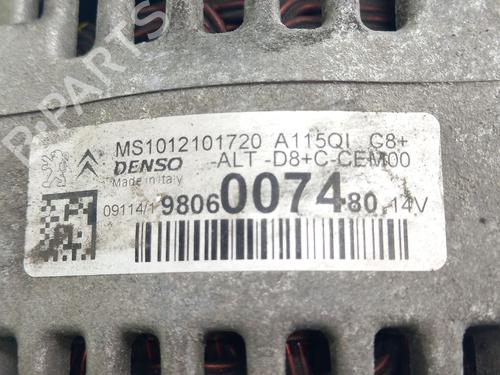 B-PARTS
MS1012101720 A115QI G8+
DENSO -ALT -D8+C-CEM00
Made in Italy
09114/1 9806007480 14V